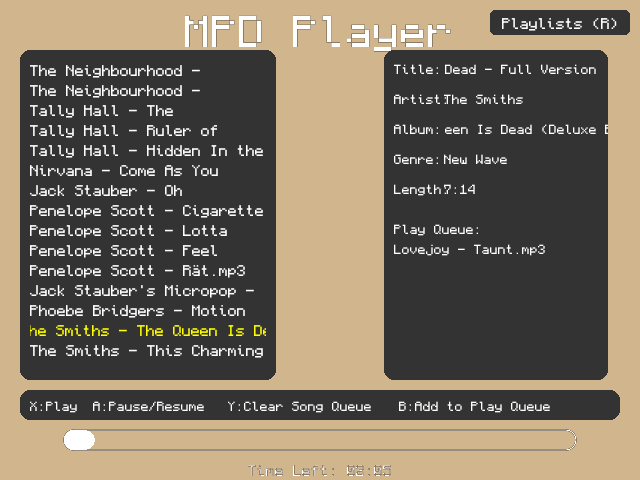 MFD Player
Playlists (R)
The Neighbourhood -
The Neighbourhood -
Tally Hall - The
Tally Hall - Ruler of
Tally Hall - Hidden In the
Nirvana - Come As You
Jack Stauber - Oh
Penelope Scott - Cigarette
Penelope Scott - Lotta
Penelope Scott - Feel
Penelope Scott - Rät.mp3
Jack Stauber's Micropop -
Phoebe Bridgers - Motion
he Smiths - The Queen Is De
The Smiths - This Charming
Title: Dead - Full Version
Artist: The Smiths
Album: een Is Dead (Deluxe E
Genre: New Wave
Length: 7:14
Play Queue:
Lovejoy - Taunt.mp3
X:Play A:Pause/Resume Y:Clear Song Queue B:Add to Play Queue
Time Left: